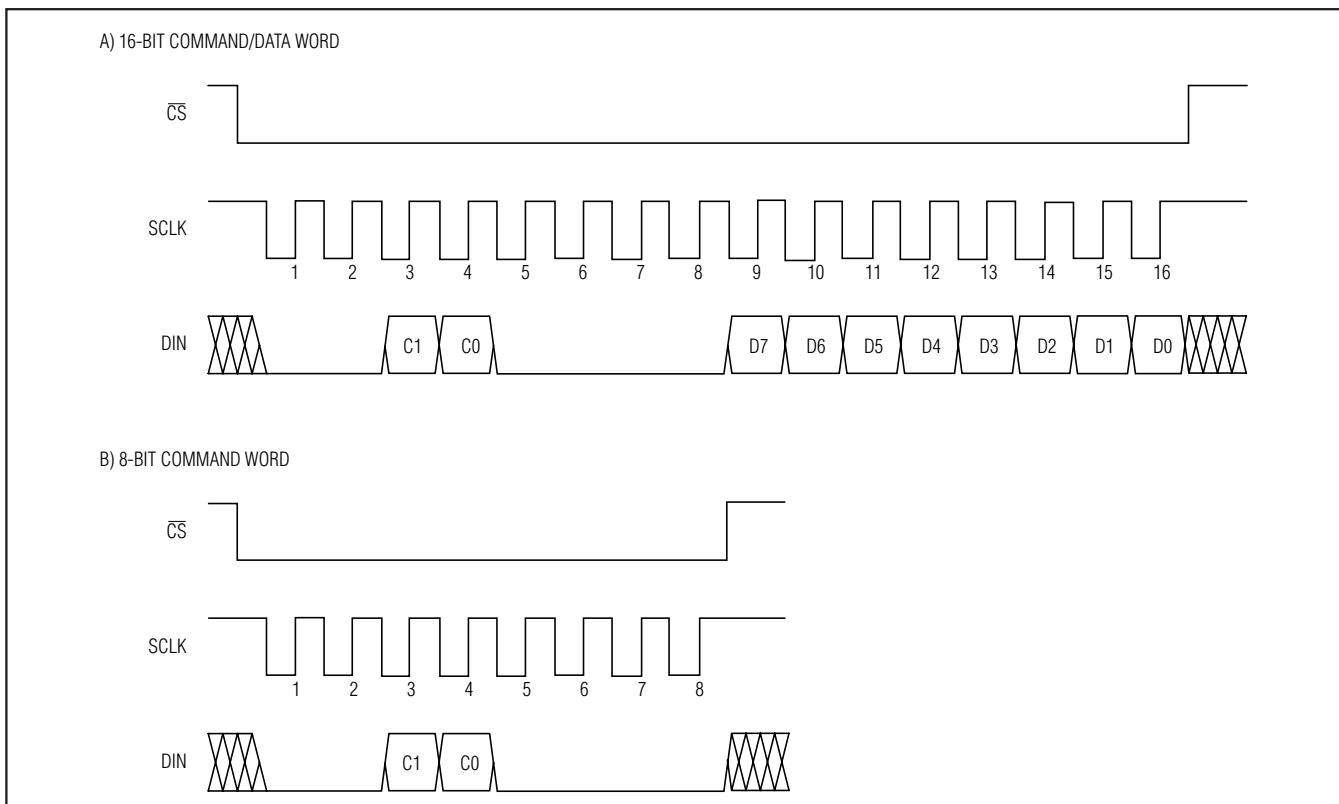 A) 16-BIT COMMAND/DATA WORD
C̅S̅
SCLK
1 2 3 4 5 6 7 8 9 10 11 12 13 14 15 16
DIN
C1 C0 D7 D6 D5 D4 D3 D2 D1 D0
B) 8-BIT COMMAND WORD
C̅S̅
SCLK
1 2 3 4 5 6 7 8
DIN
C1 C0